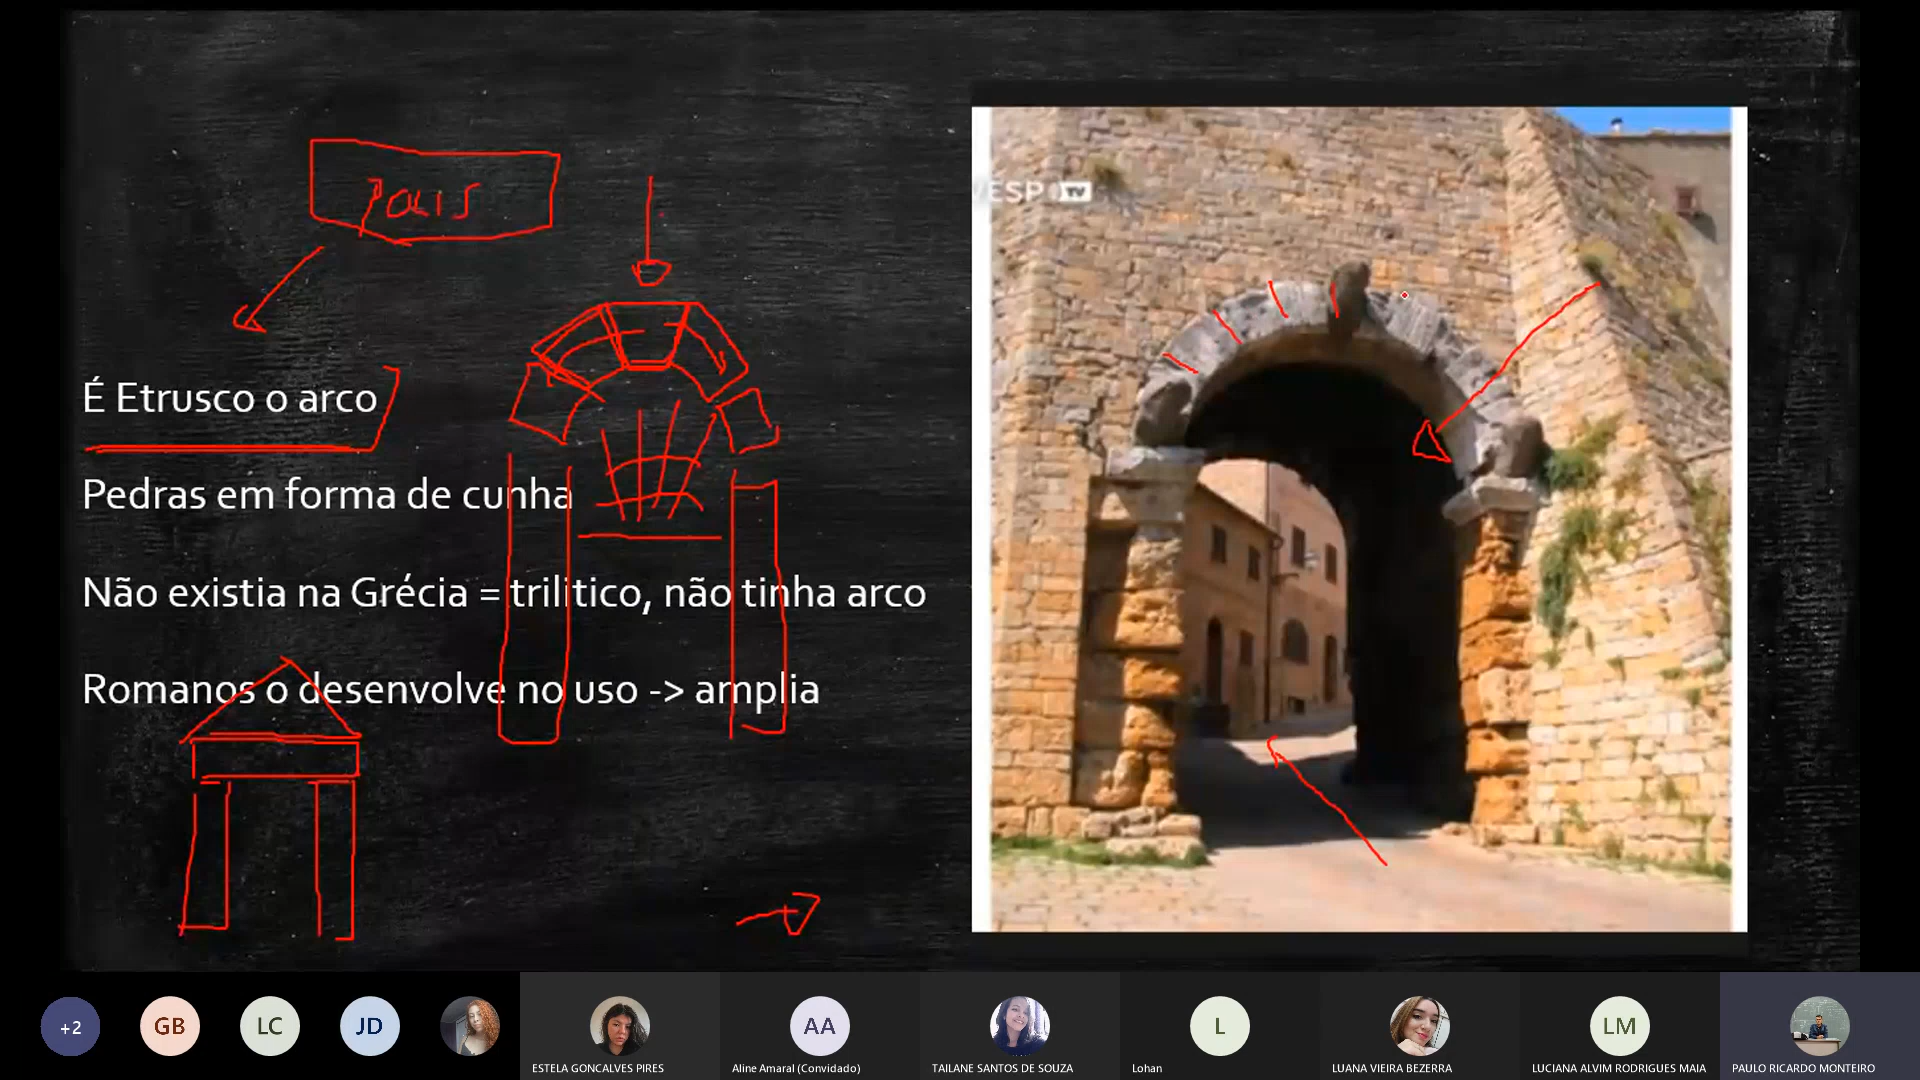 POLIS
VESP TV
É Etrusco o arco
Pedras em forma de cunha
Não existia na Grécia = trilitico, não tinha arco
Romanos o desenvolve no uso -> amplia
+2
GB
LC
JD
AA
L
LM
ESTELA GONCALVES PIRES
Aline Amaral (Convidado)
TAILANE SANTOS DE SOUZA
Lohan
LUANA VIEIRA BEZERRA
LUCIANA ALVIM RODRIGUES MAIA
PAULO RICARDO MONTEIRO